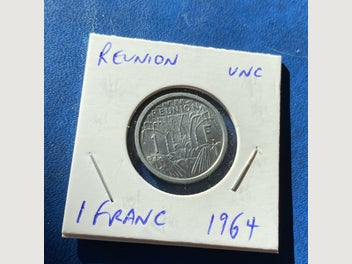 REUNION UNC
REUNION
1 F.
1 FRANC 1964